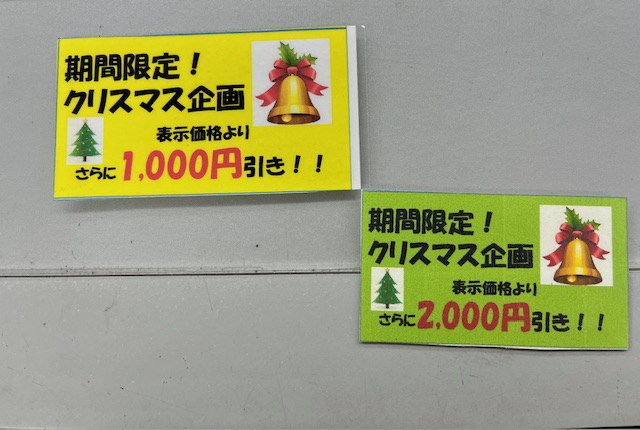 期間限定！
クリスマス企画
表示価格より
さらに1,000円引き！！
期間限定！
クリスマス企画
表示価格より
さらに2,000円引き！！